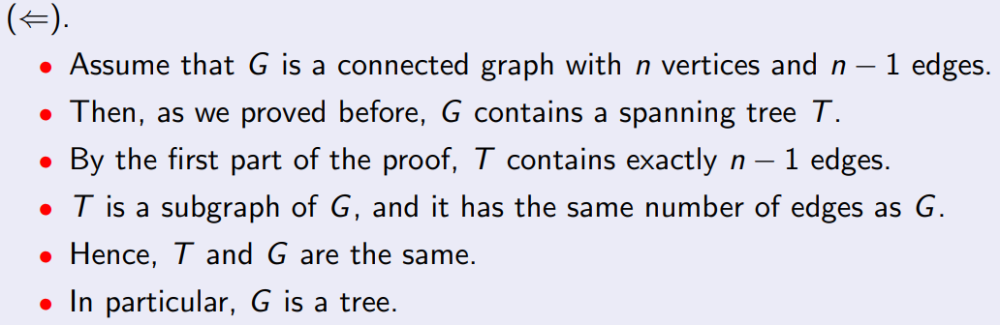 (⇐).
• Assume that G is a connected graph with n vertices and n − 1 edges.
• Then, as we proved before, G contains a spanning tree T.
• By the first part of the proof, T contains exactly n − 1 edges.
• T is a subgraph of G, and it has the same number of edges as G.
• Hence, T and G are the same.
• In particular, G is a tree.